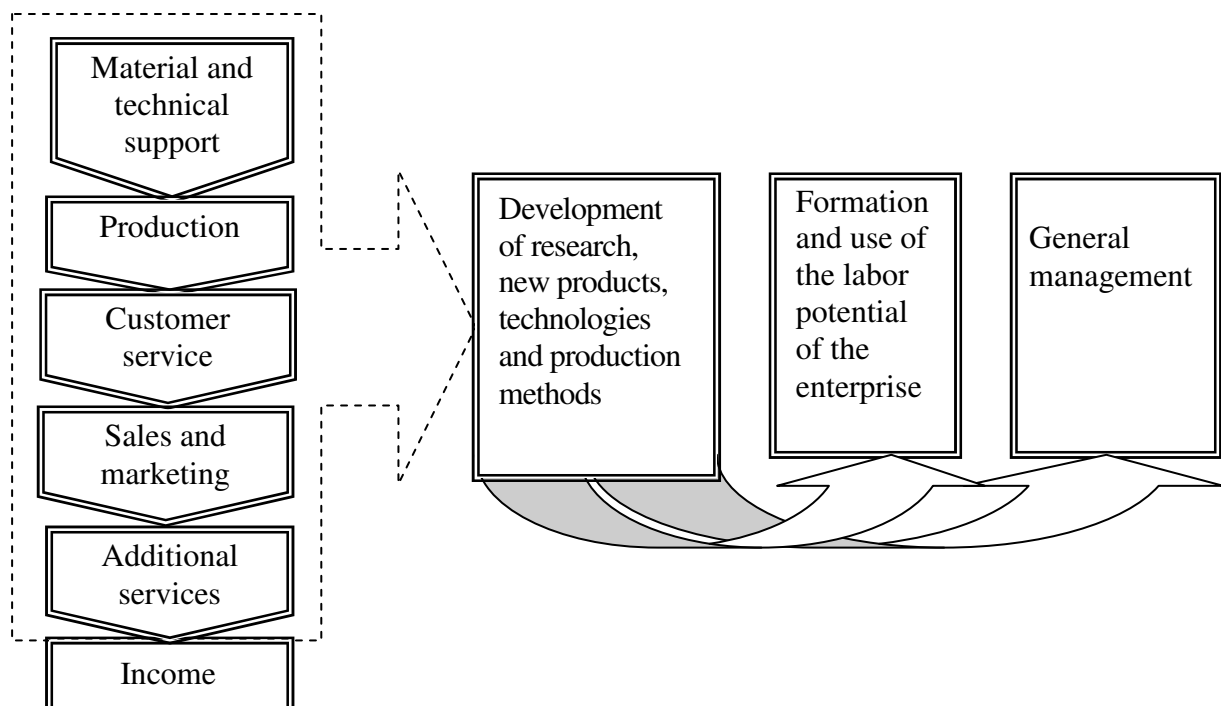 Material and
technical
support
Production
Customer
service
Sales and
marketing
Additional
services
Income
Development
of research,
new products,
technologies
and production
methods
Formation
and use of
the labor
potential
of the
enterprise
General
management